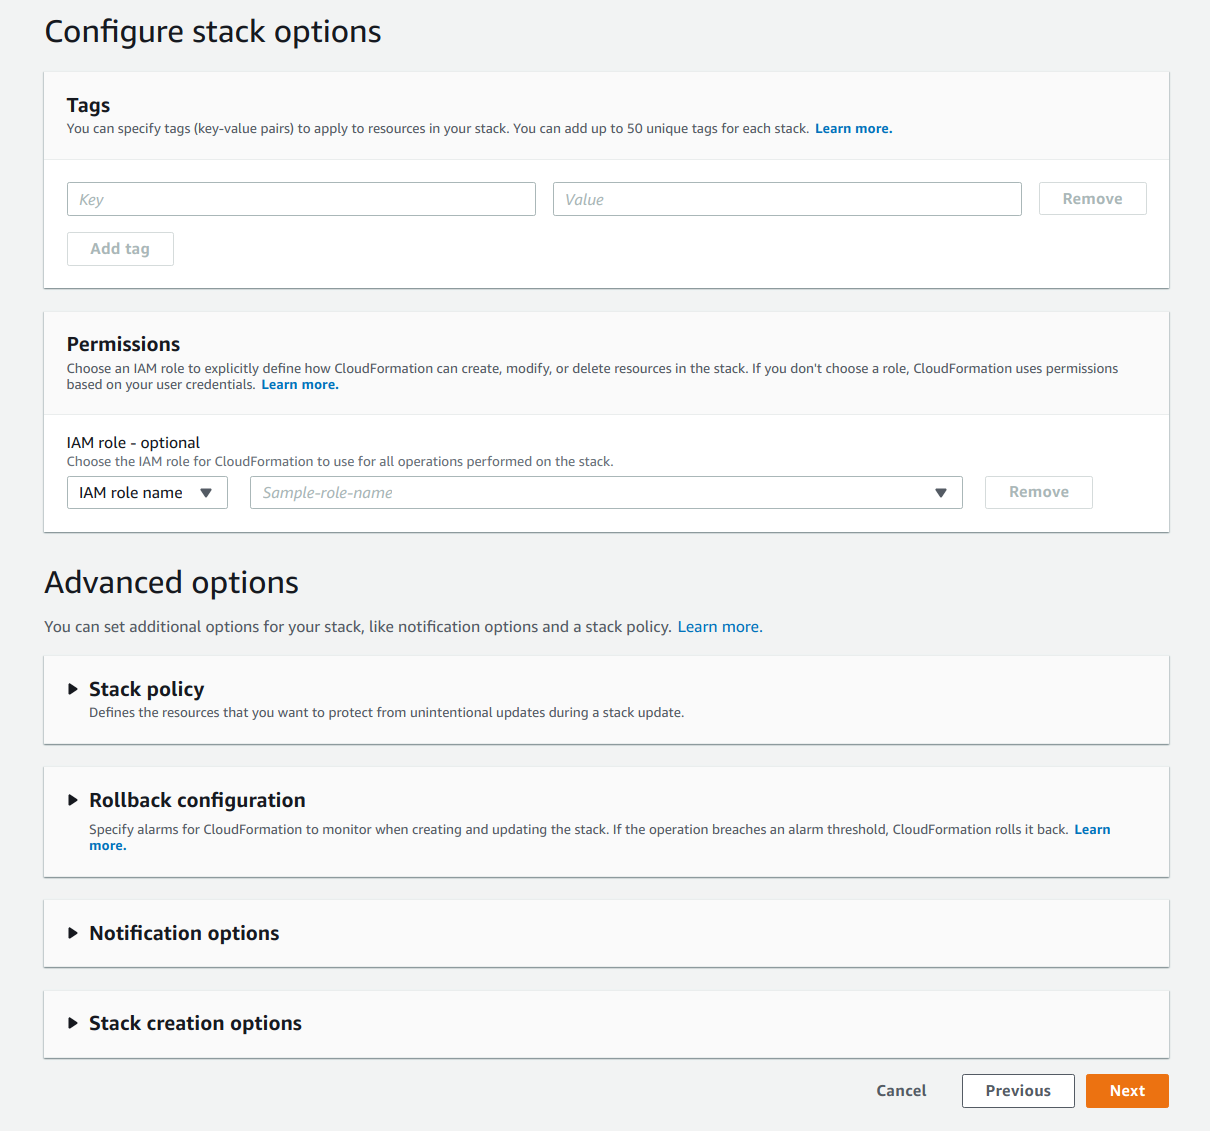 Configure stack options
Tags
You can specify tags (key-value pairs) to apply to resources in your stack. You can add up to 50 unique tags for each stack. Learn more.
Key Value Remove
Add tag
Permissions
Choose an IAM role to explicitly define how CloudFormation can create, modify, or delete resources in the stack. If you don't choose a role, CloudFormation uses permissions
based on your user credentials. Learn more.
IAM role - optional
Choose the IAM role for CloudFormation to use for all operations performed on the stack.
IAM role name Sample-role-name Remove
Advanced options
You can set additional options for your stack, like notification options and a stack policy. Learn more.
Stack policy
Defines the resources that you want to protect from unintentional updates during a stack update.
Rollback configuration
Specify alarms for CloudFormation to monitor when creating and updating the stack. If the operation breaches an alarm threshold, CloudFormation rolls it back. Learn
more.
Notification options
Stack creation options
Cancel Previous Next